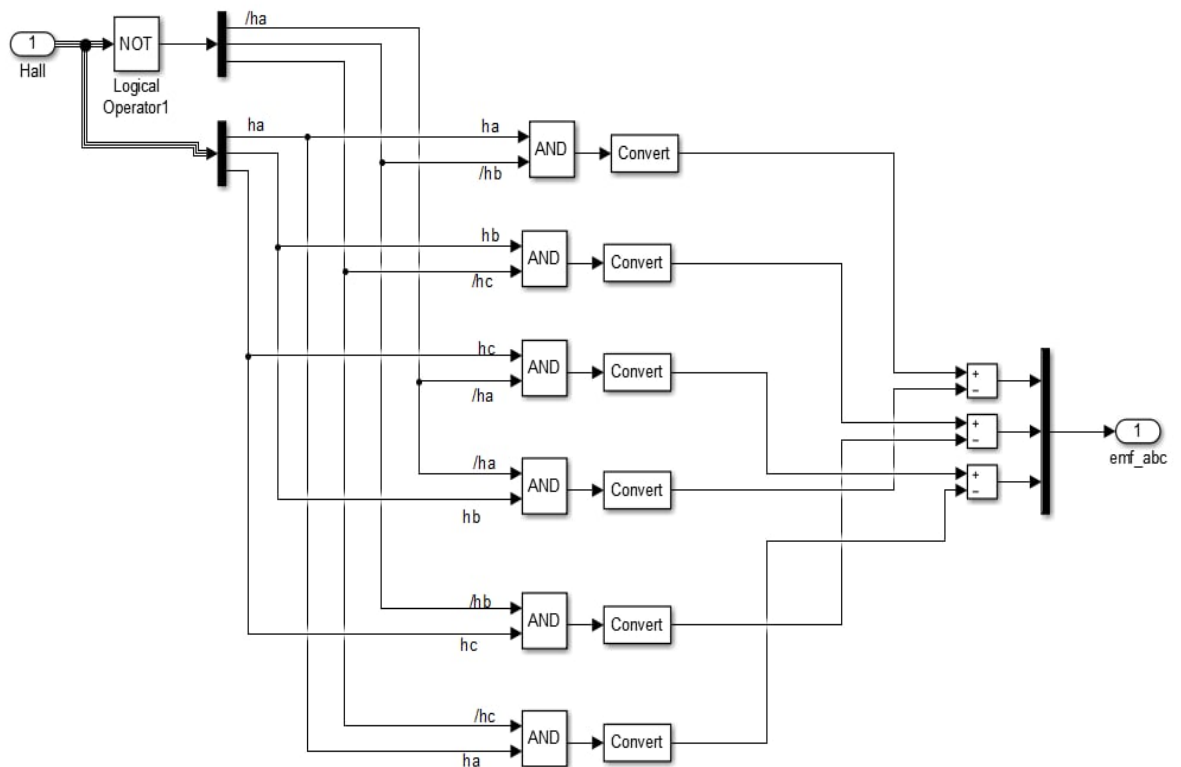 /ha
1
NOT
Hall
Logical
Operator1
ha
ha
AND
Convert
/hb
hb
AND
Convert
/hc
hc
AND
Convert
/ha
+
−
+
−
1
emf_abc
/ha
AND
Convert
+
−
hb
/hb
AND
Convert
hc
/hc
AND
Convert
ha